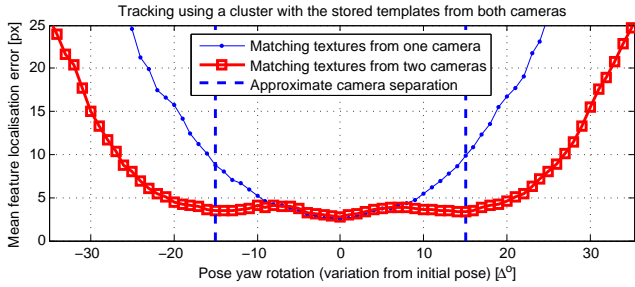 Tracking using a cluster with the stored templates from both cameras
Mean feature localisation error [px]
25
20
15
10
5
0
Matching textures from one camera
Matching textures from two cameras
Approximate camera separation
−30 −20 −10 0 10 20 30
Pose yaw rotation (variation from initial pose) [Δº]